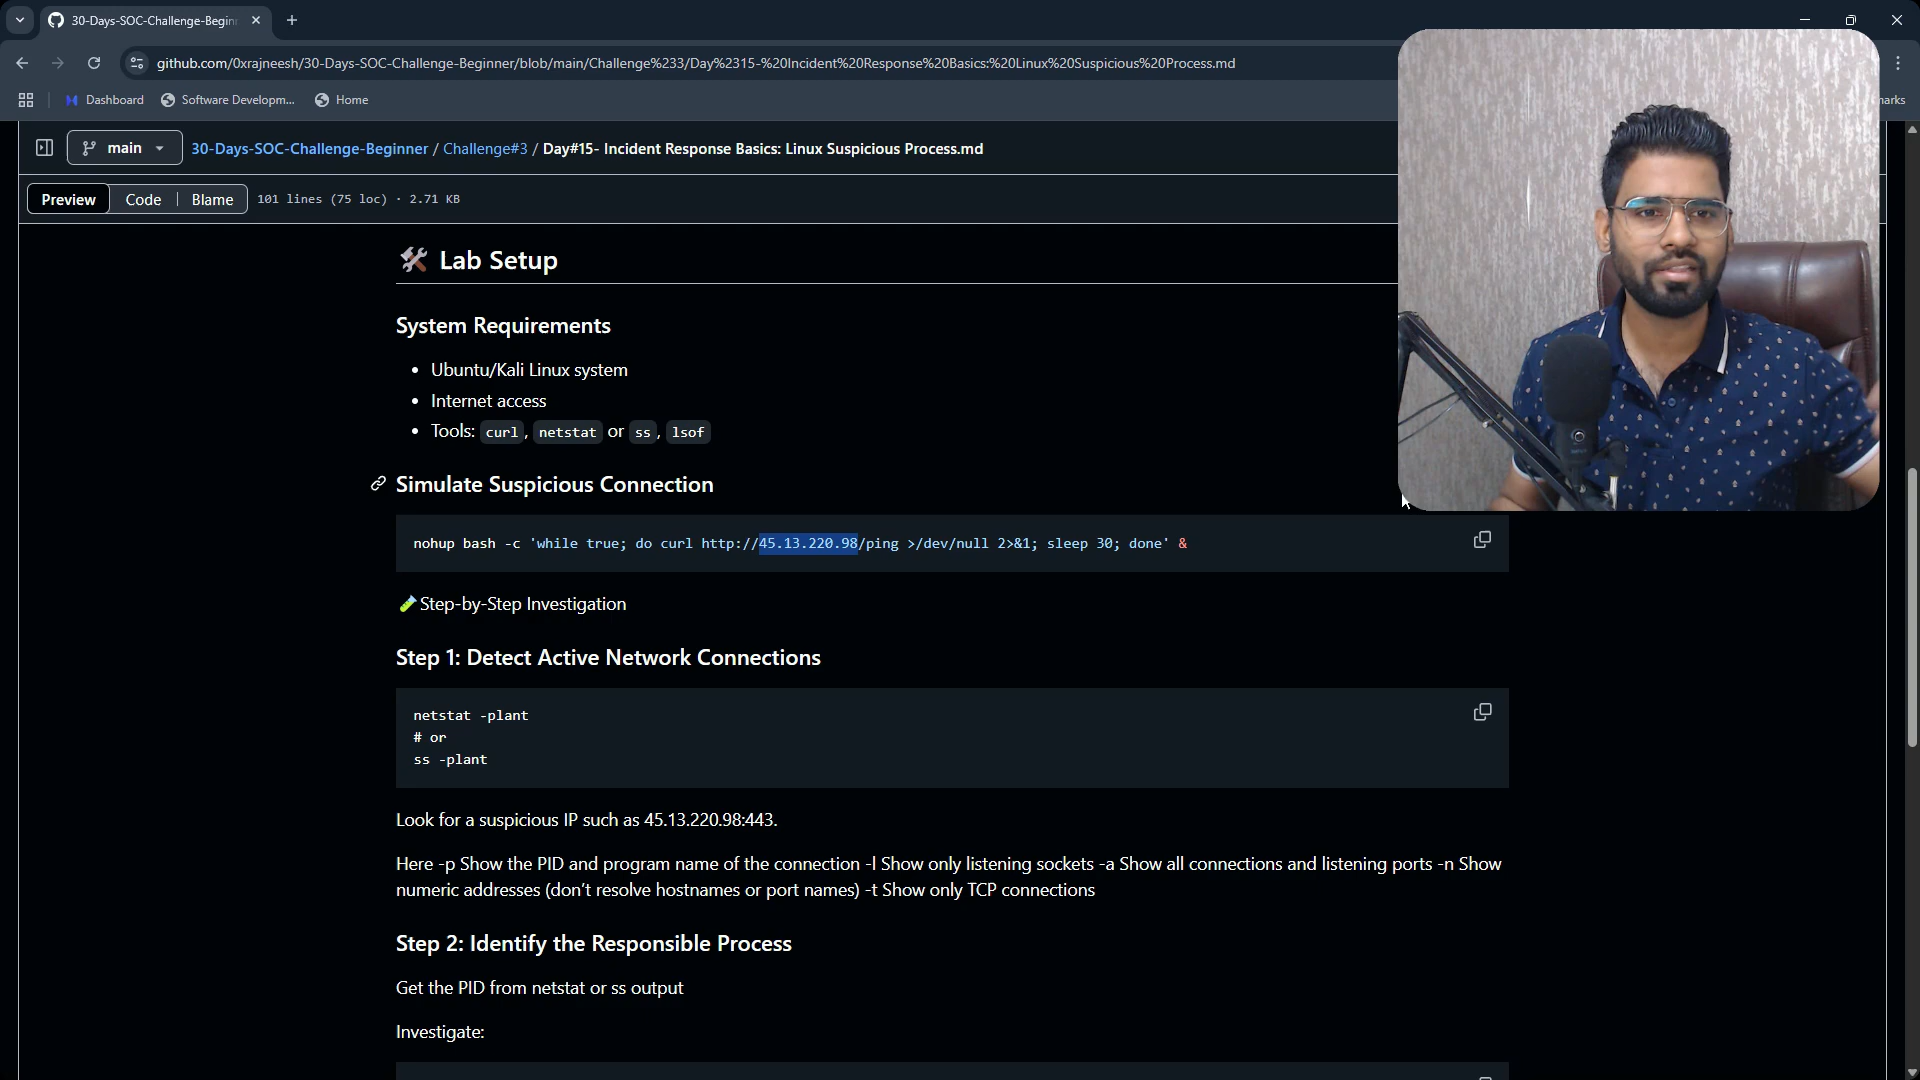 30-Days-SOC-Challenge-Begin
github.com/0xrajneesh/30-Days-SOC-Challenge-Beginner/blob/main/Challenge%233/Day%2315-%20Incident%20Response%20Basics:%20Linux%20Suspicious%20Process.md
Dashboard Software Developm... Home
main 30-Days-SOC-Challenge-Beginner / Challenge#3 / Day#15- Incident Response Basics: Linux Suspicious Process.md
Preview Code Blame 101 lines (75 loc) · 2.71 KB
Lab Setup
System Requirements
• Ubuntu/Kali Linux system
• Internet access
• Tools: curl, netstat or ss, lsof
Simulate Suspicious Connection
nohup bash -c 'while true; do curl http://45.13.220.98/ping >/dev/null 2>&1; sleep 30; done' &
Step-by-Step Investigation
Step 1: Detect Active Network Connections
netstat -plant
# or
ss -plant
Look for a suspicious IP such as 45.13.220.98:443.
Here -p Show the PID and program name of the connection -l Show only listening sockets -a Show all connections and listening ports -n Show
numeric addresses (don't resolve hostnames or port names) -t Show only TCP connections
Step 2: Identify the Responsible Process
Get the PID from netstat or ss output
Investigate: